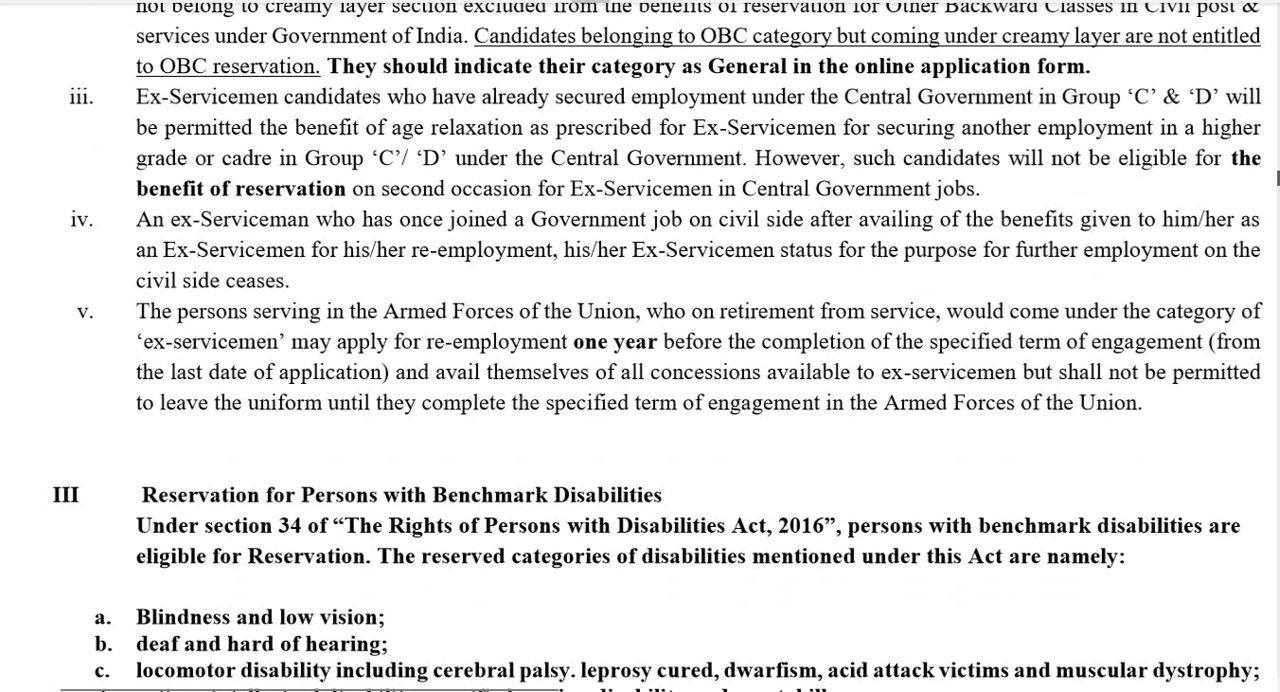 not belong to creamy layer section excluded from the benefits of reservation for Other Backward Classes in Civil post &
services under Government of India. Candidates belonging to OBC category but coming under creamy layer are not entitled
to OBC reservation. They should indicate their category as General in the online application form.
iii. Ex-Servicemen candidates who have already secured employment under the Central Government in Group ‘C’ & ‘D’ will
be permitted the benefit of age relaxation as prescribed for Ex-Servicemen for securing another employment in a higher
grade or cadre in Group ‘C’/ ‘D’ under the Central Government. However, such candidates will not be eligible for the
benefit of reservation on second occasion for Ex-Servicemen in Central Government jobs.
iv. An ex-Serviceman who has once joined a Government job on civil side after availing of the benefits given to him/her as
an Ex-Servicemen for his/her re-employment, his/her Ex-Servicemen status for the purpose for further employment on the
civil side ceases.
v. The persons serving in the Armed Forces of the Union, who on retirement from service, would come under the category of
‘ex-servicemen’ may apply for re-employment one year before the completion of the specified term of engagement (from
the last date of application) and avail themselves of all concessions available to ex-servicemen but shall not be permitted
to leave the uniform until they complete the specified term of engagement in the Armed Forces of the Union.
III Reservation for Persons with Benchmark Disabilities
Under section 34 of “The Rights of Persons with Disabilities Act, 2016”, persons with benchmark disabilities are
eligible for Reservation. The reserved categories of disabilities mentioned under this Act are namely:
a. Blindness and low vision;
b. deaf and hard of hearing;
c. locomotor disability including cerebral palsy. leprosy cured, dwarfism, acid attack victims and muscular dystrophy;